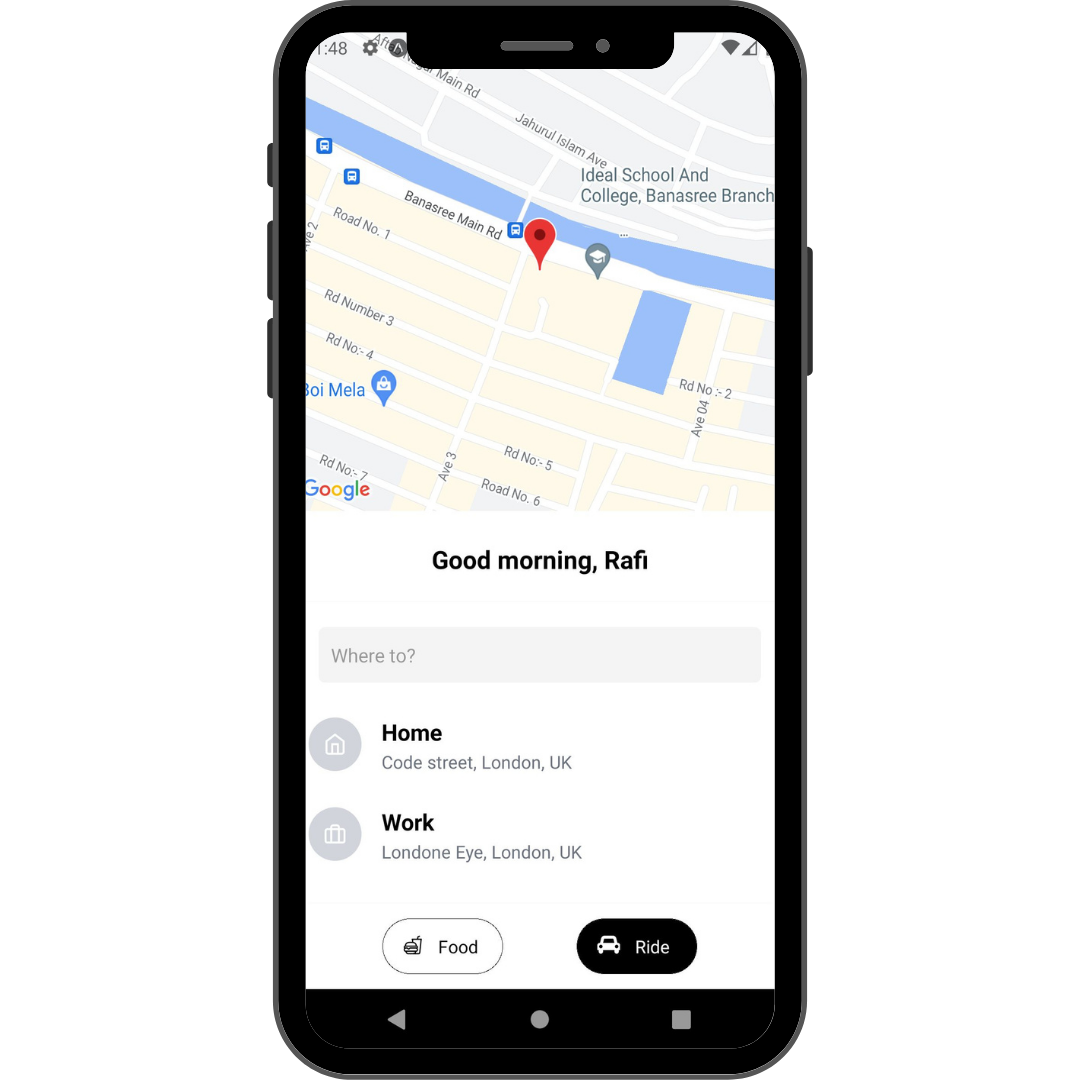 1:48
Nagar Main Rd
Jahurul Islam Ave
Ideal School And
College, Banasree Branch
Banasree Main Rd
...
Road No. 1
Ave 2
Rd Number 3
Rd No:- 4
Boi Mela
Rd No :- 2
Ave 04
Rd No:- 5
Ave 3
Rd No:- 7
Road No. 6
Google
Good morning, Rafi
Where to?
Home
Code street, London, UK
Work
Londone Eye, London, UK
Food
Ride